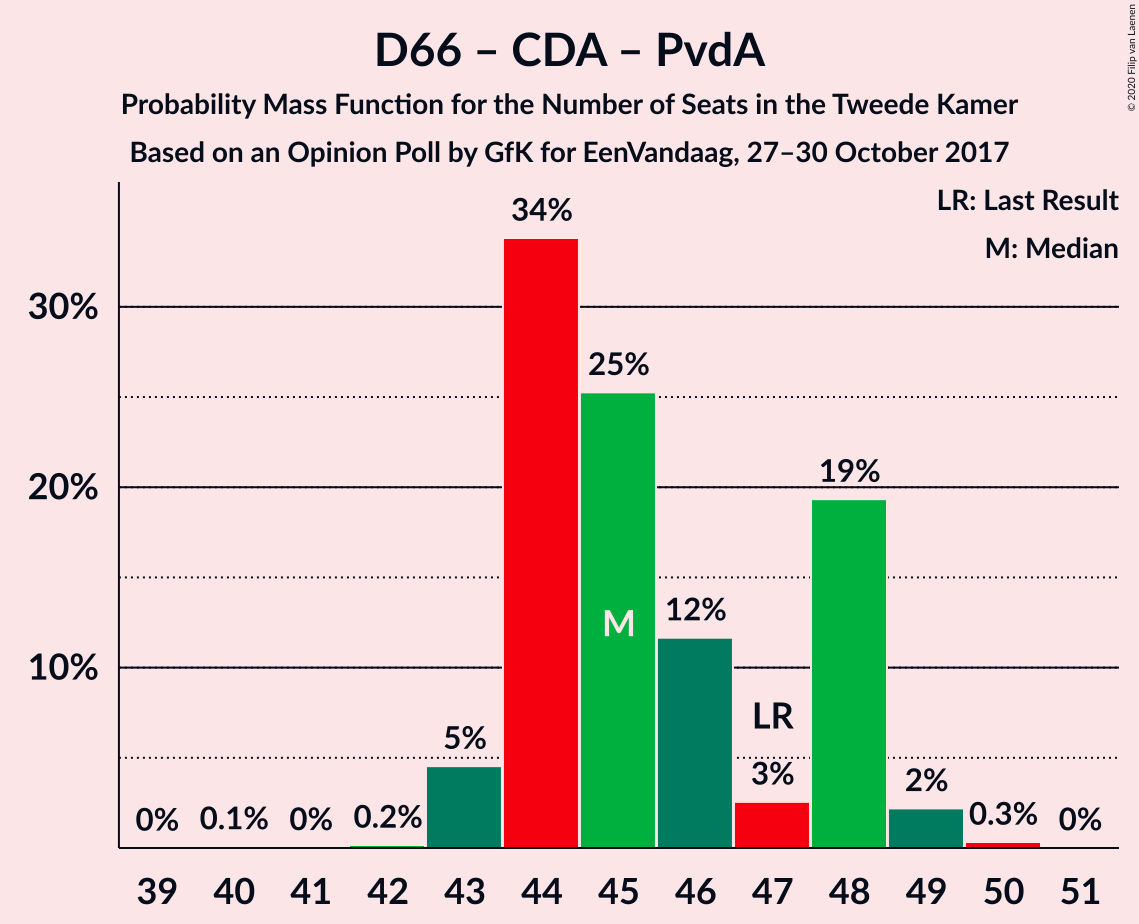 D66 – CDA – PvdA
Probability Mass Function for the Number of Seats in the Tweede Kamer
Based on an Opinion Poll by GfK for EenVandaag, 27–30 October 2017
© 2020 Filip van Laenen
LR: Last Result
M: Median
30%
20%
10%
0%
0.1%
0%
0.2%
5%
34%
25%
M
12%
LR
3%
19%
2%
0.3%
0%
39 40 41 42 43 44 45 46 47 48 49 50 51